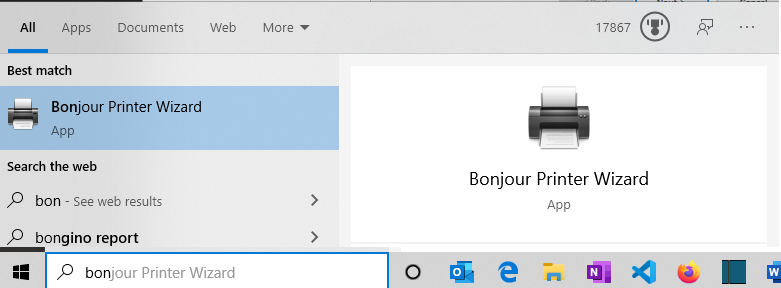 All Apps Documents Web More 17867 ...
Best match
Bonjour Printer Wizard
App
Bonjour Printer Wizard
App
Search the web
bon - See web results
bongino report
bonjour Printer Wizard